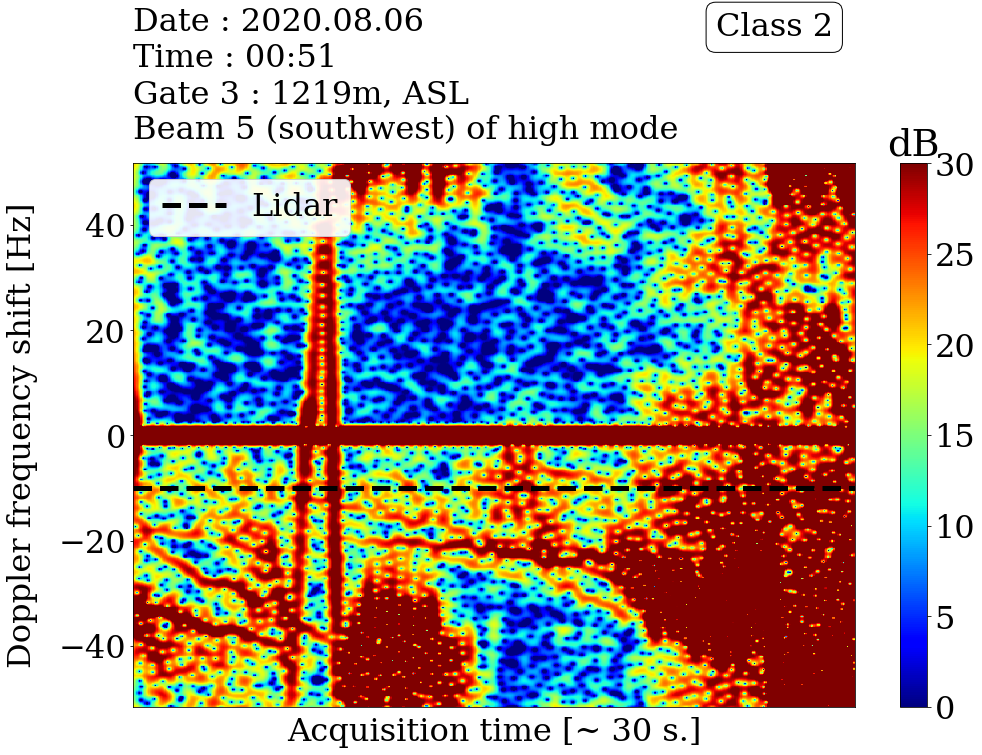 Date : 2020.08.06
Time : 00:51
Gate 3 : 1219m, ASL
Beam 5 (southwest) of high mode
Class 2
dB
Lidar
Doppler frequency shift [Hz]
40
20
0
−20
−40
Acquisition time [~ 30 s.]
30
25
20
15
10
5
0